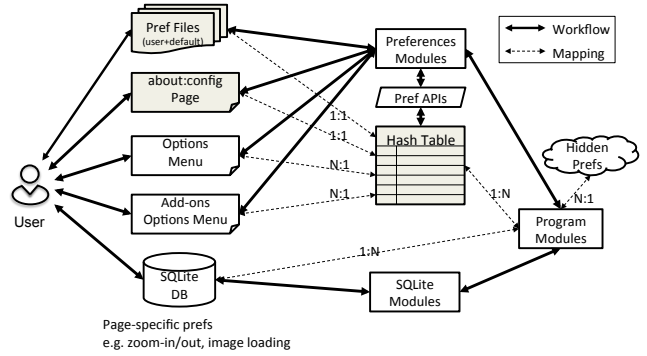 Pref Files
(user+default)
about:config
Page
Options
Menu
Add-ons
Options Menu
User
SQLite
DB
Page-specific prefs
e.g. zoom-in/out, image loading
1:1
1:1
N:1
N:1
1:N
Preferences
Modules
Pref APIs
Hash Table
1:N
SQLite
Modules
Workflow
Mapping
Hidden
Prefs
N:1
Program
Modules